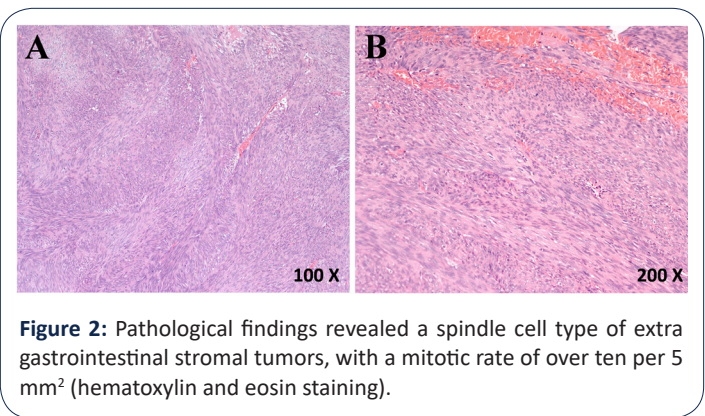 A
B
100 X
200 X
Figure 2: Pathological findings revealed a spindle cell type of extra
gastrointestinal stromal tumors, with a mitotic rate of over ten per 5
mm² (hematoxylin and eosin staining).